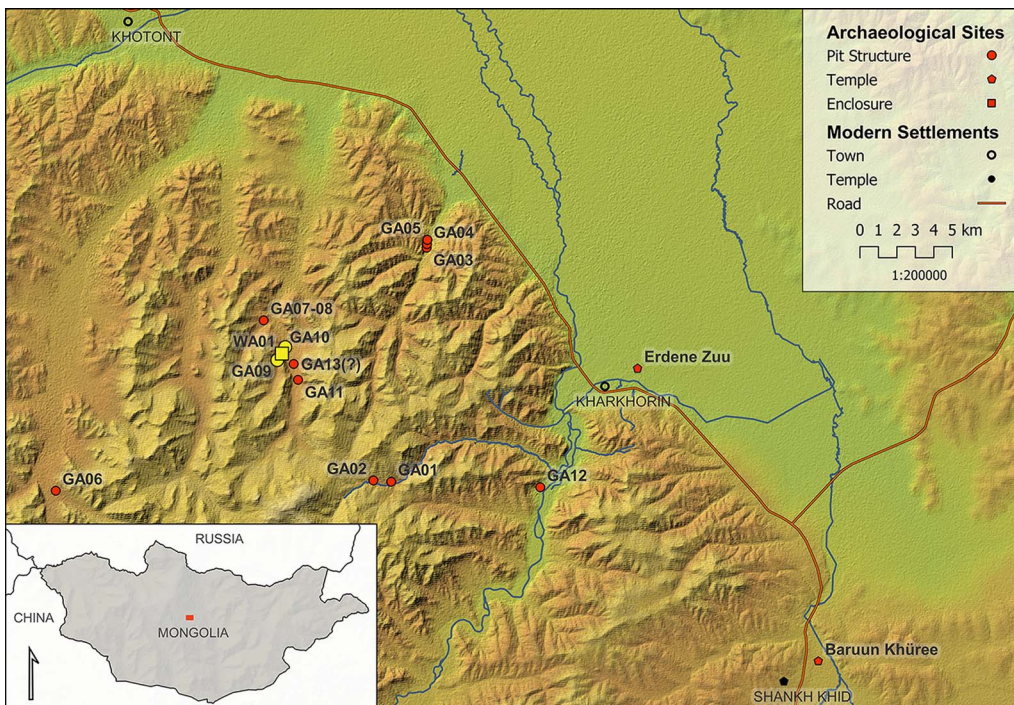 KHOTONT
Archaeological Sites
Pit Structure
Temple
Enclosure
Modern Settlements
Town
Temple
Road
0 1 2 3 4 5 km
1:200000
GA05
GA04
GA03
GA07-08
WA01
GA10
GA09
GA13(?)
GA11
Erdene Zuu
KHARKHORIN
GA02
GA01
GA12
GA06
RUSSIA
CHINA
MONGOLIA
Baruun Khüree
SHANKH KHID